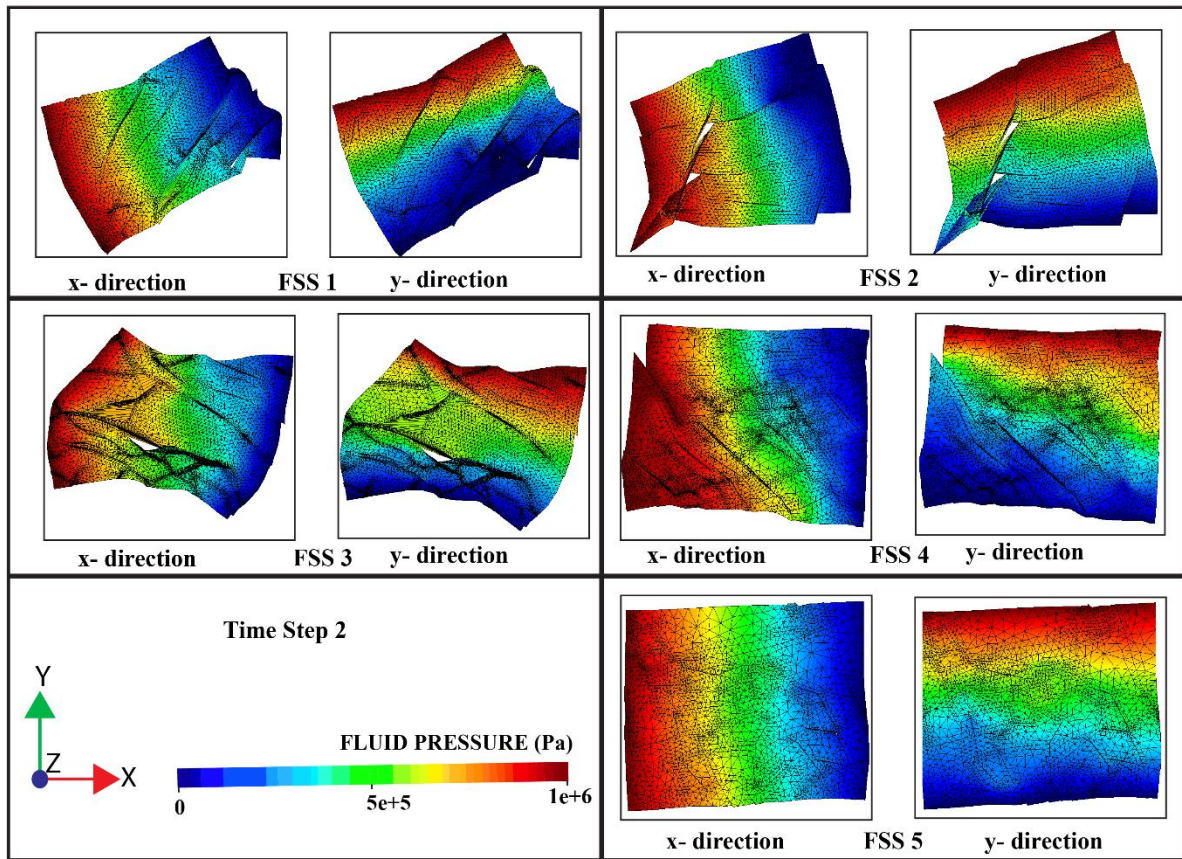 x- direction FSS 1 y- direction
x- direction FSS 2 y- direction
x- direction FSS 3 y- direction
x- direction FSS 4 y- direction
Time Step 2
Y
Z
X
FLUID PRESSURE (Pa)
0 5e+5 1e+6
x- direction FSS 5 y- direction